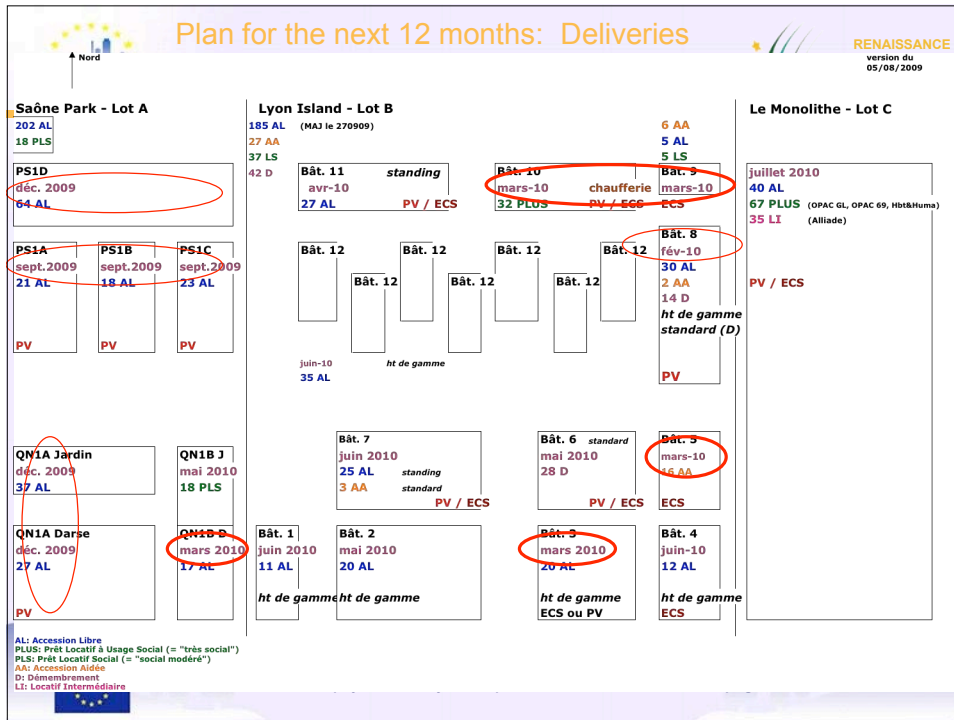 Plan for the next 12 months: Deliveries
RENAISSANCE
Nord
version du
05/08/2009
Saône Park - Lot A
202 AL
18 PLS
PS1D
déc. 2009
64 AL
PS1A
sept.2009
21 AL
PV
PS1B
sept.2009
18 AL
PV
PS1C
sept.2009
23 AL
PV
QN1A Jardin
déc. 2009
37 AL
QN1B J
mai 2010
18 PLS
QN1A Darse
déc. 2009
27 AL
PV
QN1B D
mars 2010
17 AL
Lyon Island - Lot B
185 AL (MAJ le 270909)
27 AA
37 LS
42 D
6 AA
5 AL
5 LS
Bât. 11 standing
avr-10
27 AL PV / ECS
Bât. 10
mars-10 chaufferie
32 PLUS PV / ECS
Bât. 9
mars-10
ECS
Bât. 12
Bât. 12
Bât. 12
Bât. 12
Bât. 12
Bât. 12
Bât. 12
juin-10 ht de gamme
35 AL
Bât. 8
fév-10
30 AL
2 AA
14 D
ht de gamme
standard (D)
PV
Bât. 7
juin 2010
25 AL standing
3 AA standard
PV / ECS
Bât. 6 standard
mai 2010
28 D
PV / ECS
Bât. 5
mars-10
16 AA
ECS
Bât. 1
juin 2010
11 AL
ht de gamme
Bât. 2
mai 2010
20 AL
ht de gamme
Bât. 3
mars 2010
20 AL
ht de gamme
ECS ou PV
Bât. 4
juin-10
12 AL
ht de gamme
ECS
Le Monolithe - Lot C
juillet 2010
40 AL
67 PLUS (OPAC GL, OPAC 69, Hbt&Huma)
35 LI (Alliade)
PV / ECS
AL: Accession Libre
PLUS: Prêt Locatif à Usage Social (= "très social")
PLS: Prêt Locatif Social (= "social modéré")
AA: Accession Aidée
D: Démembrement
LI: Locatif Intermédiaire